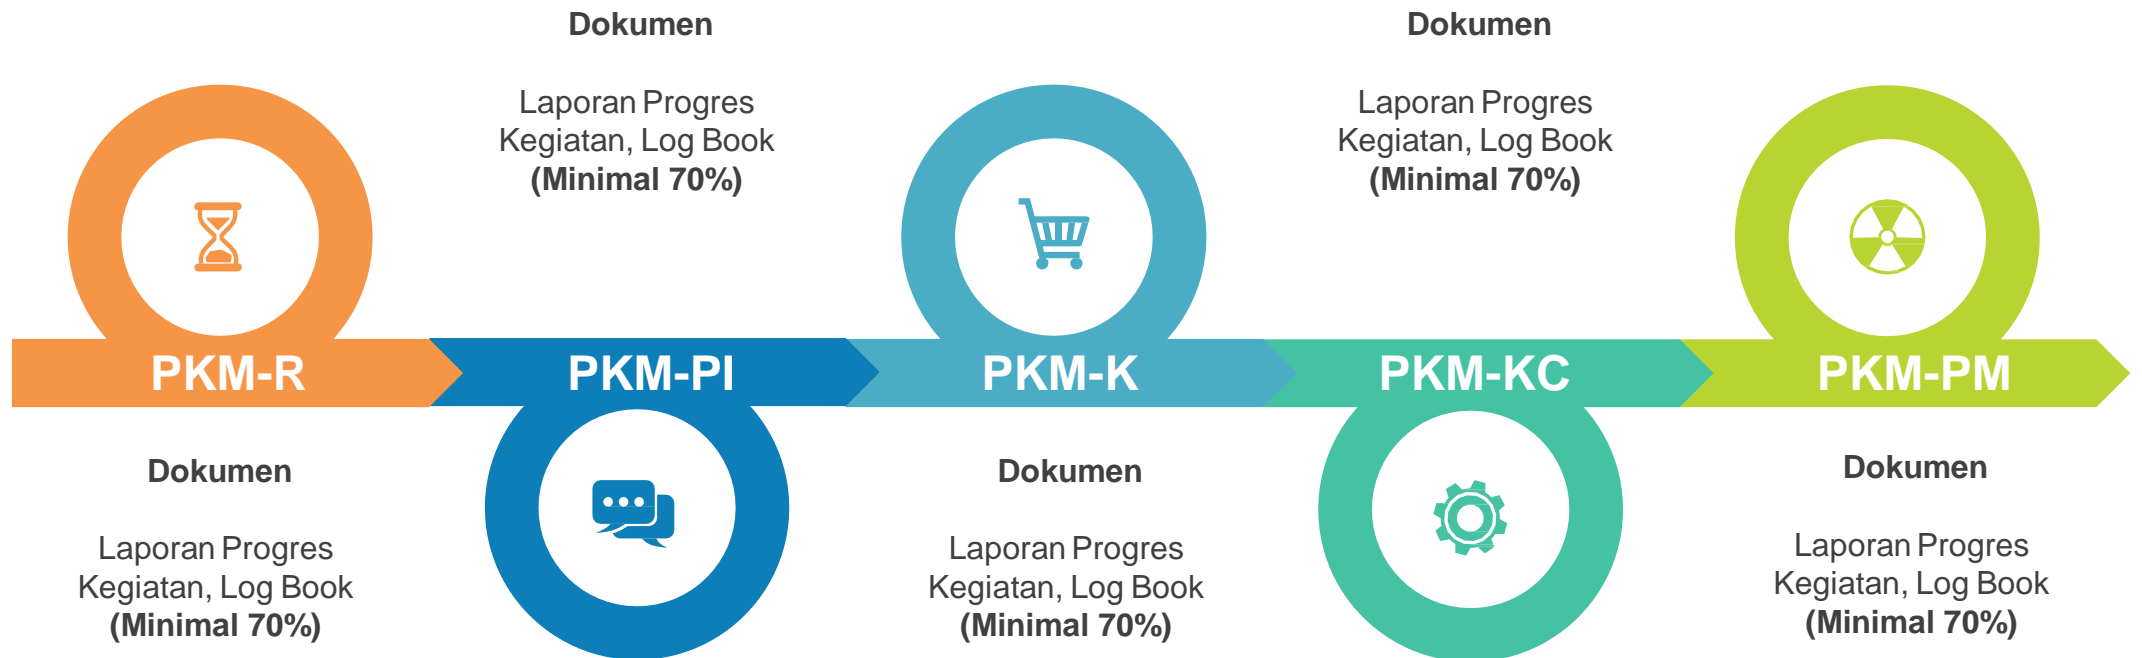 Dokumen
Laporan Progres
Kegiatan, Log Book
(Minimal 70%)
Dokumen
Laporan Progres
Kegiatan, Log Book
(Minimal 70%)
PKM-R
PKM-PI
PKM-K
PKM-KC
PKM-PM
Dokumen
Laporan Progres
Kegiatan, Log Book
(Minimal 70%)
Dokumen
Laporan Progres
Kegiatan, Log Book
(Minimal 70%)
Dokumen
Laporan Progres
Kegiatan, Log Book
(Minimal 70%)